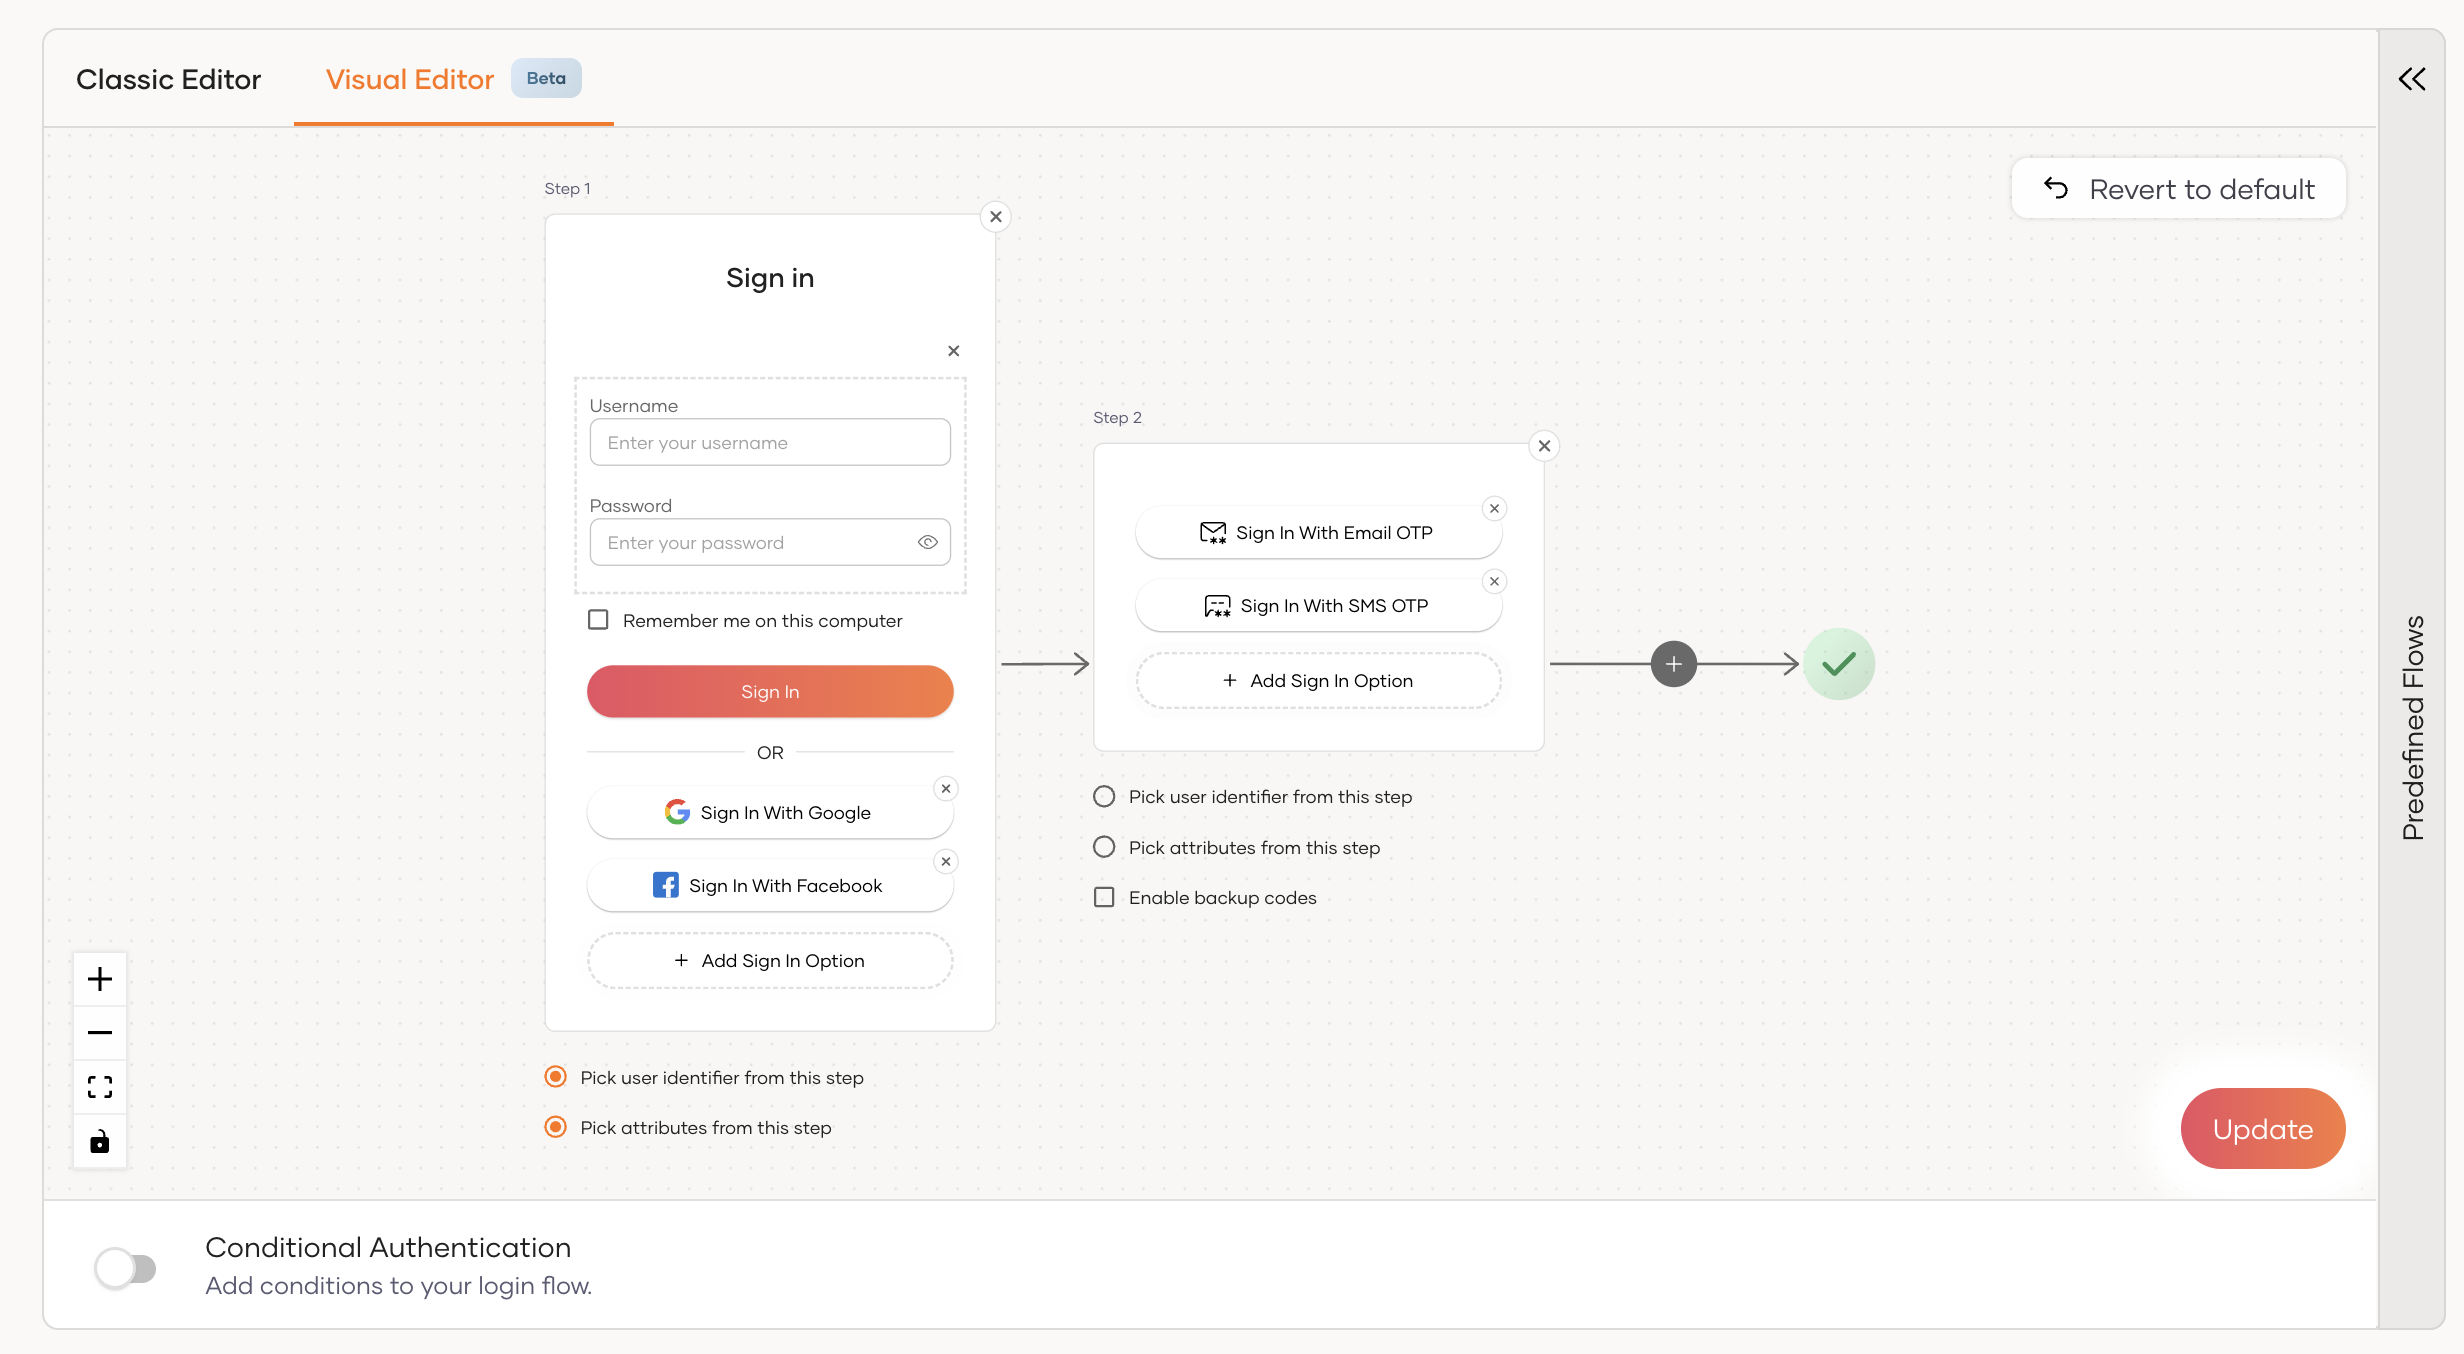 Classic Editor
Visual Editor
Beta
Revert to default
Step 1
Sign in
Username
Enter your username
Password
Enter your password
Remember me on this computer
Sign In
OR
Sign In With Google
Sign In With Facebook
+ Add Sign In Option
Pick user identifier from this step
Pick attributes from this step
Step 2
Sign In With Email OTP
Sign In With SMS OTP
+ Add Sign In Option
Pick user identifier from this step
Pick attributes from this step
Enable backup codes
Predefined Flows
Update
Conditional Authentication
Add conditions to your login flow.